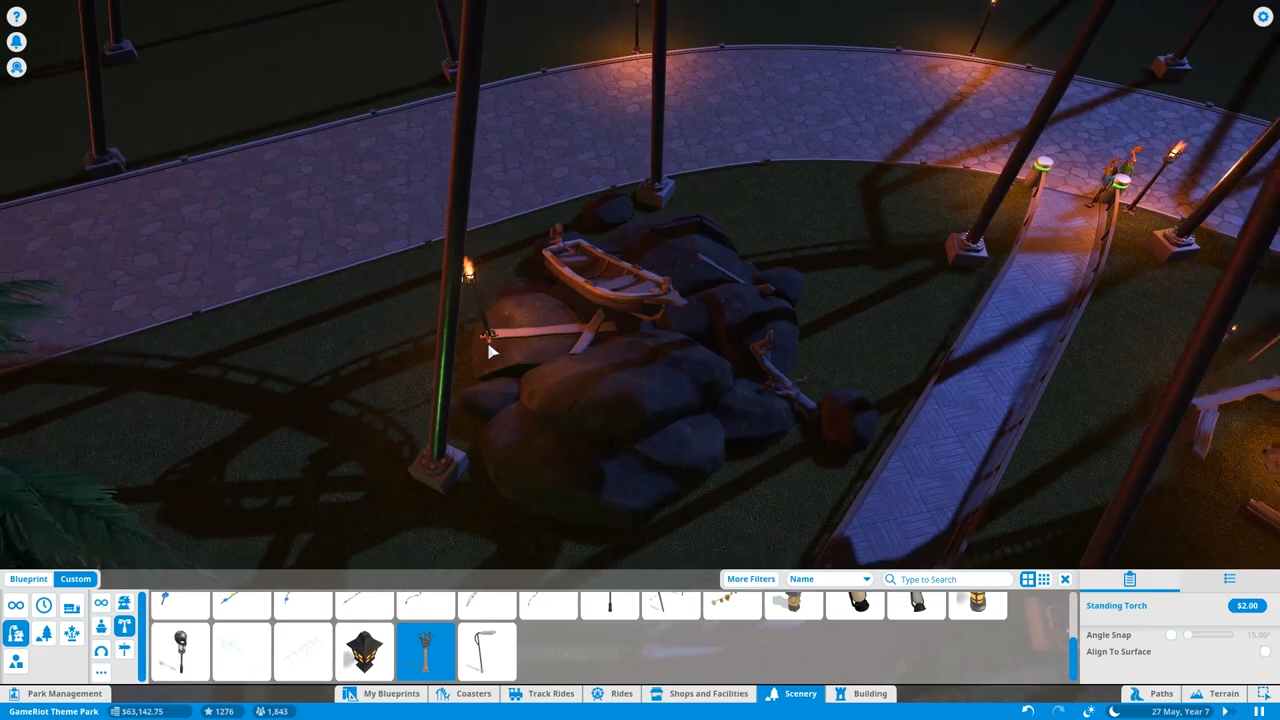 ?
Blueprint Custom More Filters Name Type to Search
Standing Torch $2.00
Angle Snap 15.00°
Align To Surface
Park Management My Blueprints Coasters Track Rides Rides Shops and Facilities Scenery Building Paths Terrain
GameRiot Theme Park $63,142.75 1276 1,843 27 May, Year 7